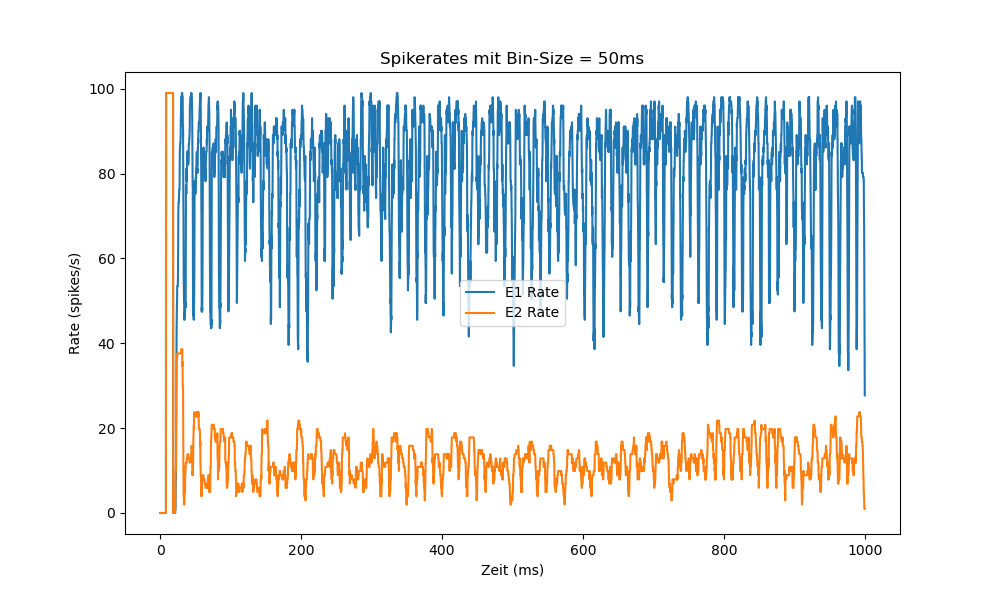 Spikerates mit Bin-Size = 50ms
100
80
60
40
20
0
Rate (spikes/s)
E1 Rate
E2 Rate
0 200 400 600 800 1000
Zeit (ms)